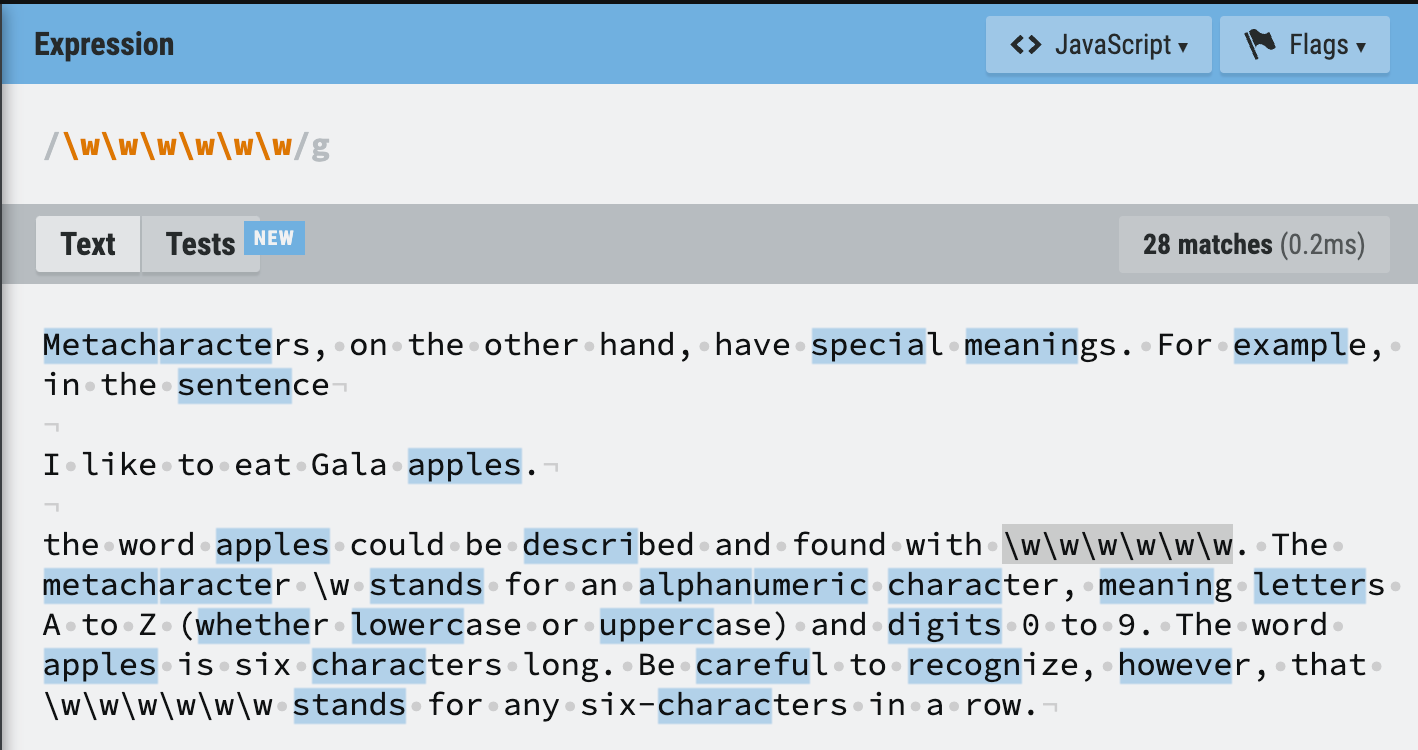 Expression
<> JavaScript ▾
Flags ▾
/\w\w\w\w\w\w/g
Text
Tests
NEW
28 matches (0.2ms)
Metacharacters, on the other hand, have special meanings. For example,
in the sentence¬
¬
I like to eat Gala apples.¬
¬
the word apples could be described and found with \w\w\w\w\w\w. The
metacharacter \w stands for an alphanumeric character, meaning letters
A to Z (whether lowercase or uppercase) and digits 0 to 9. The word
apples is six characters long. Be careful to recognize, however, that
\w\w\w\w\w\w stands for any six-characters in a row.¬